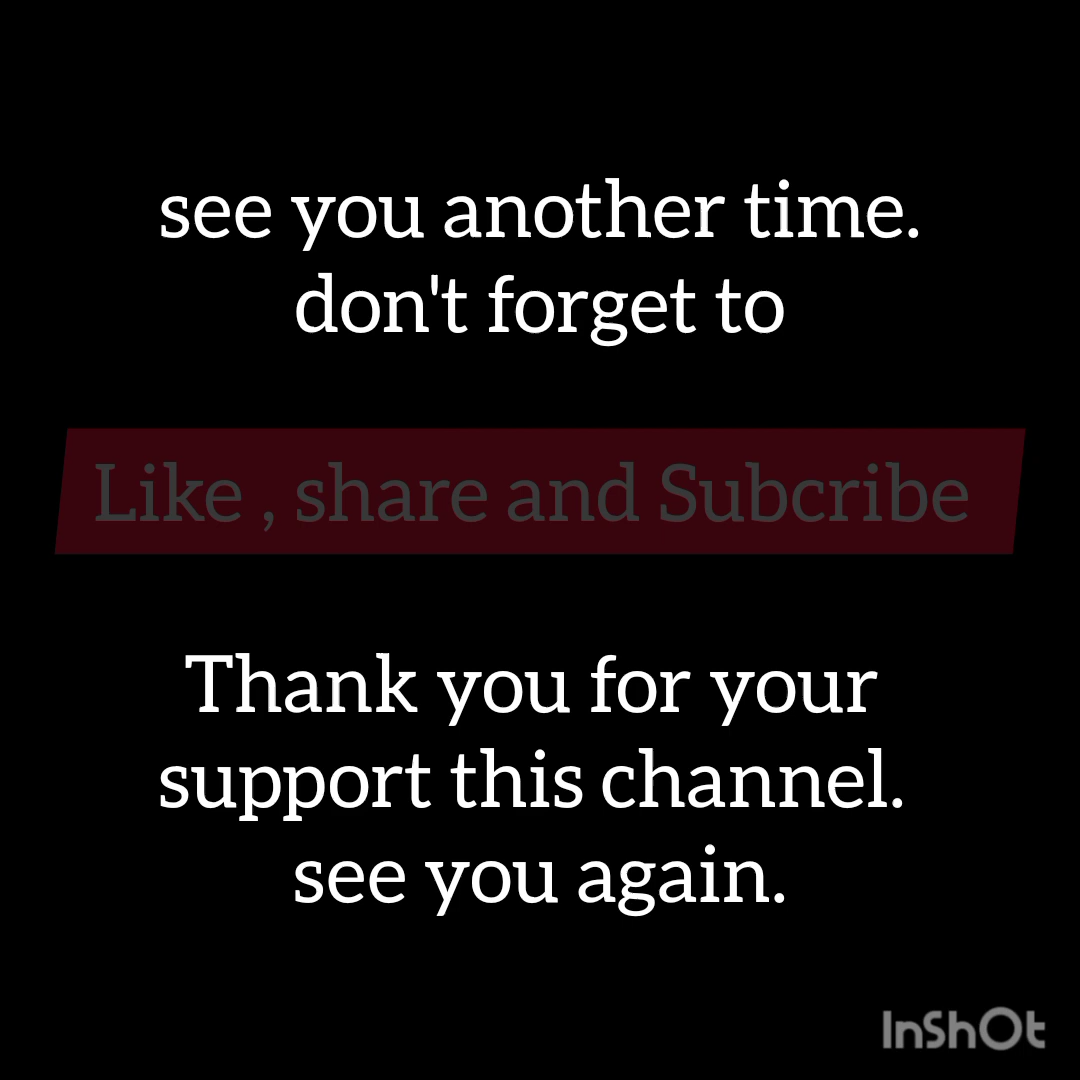 see you another time.
don't forget to
Like , share and Subcribe
Thank you for your
support this channel.
see you again.
InShOt